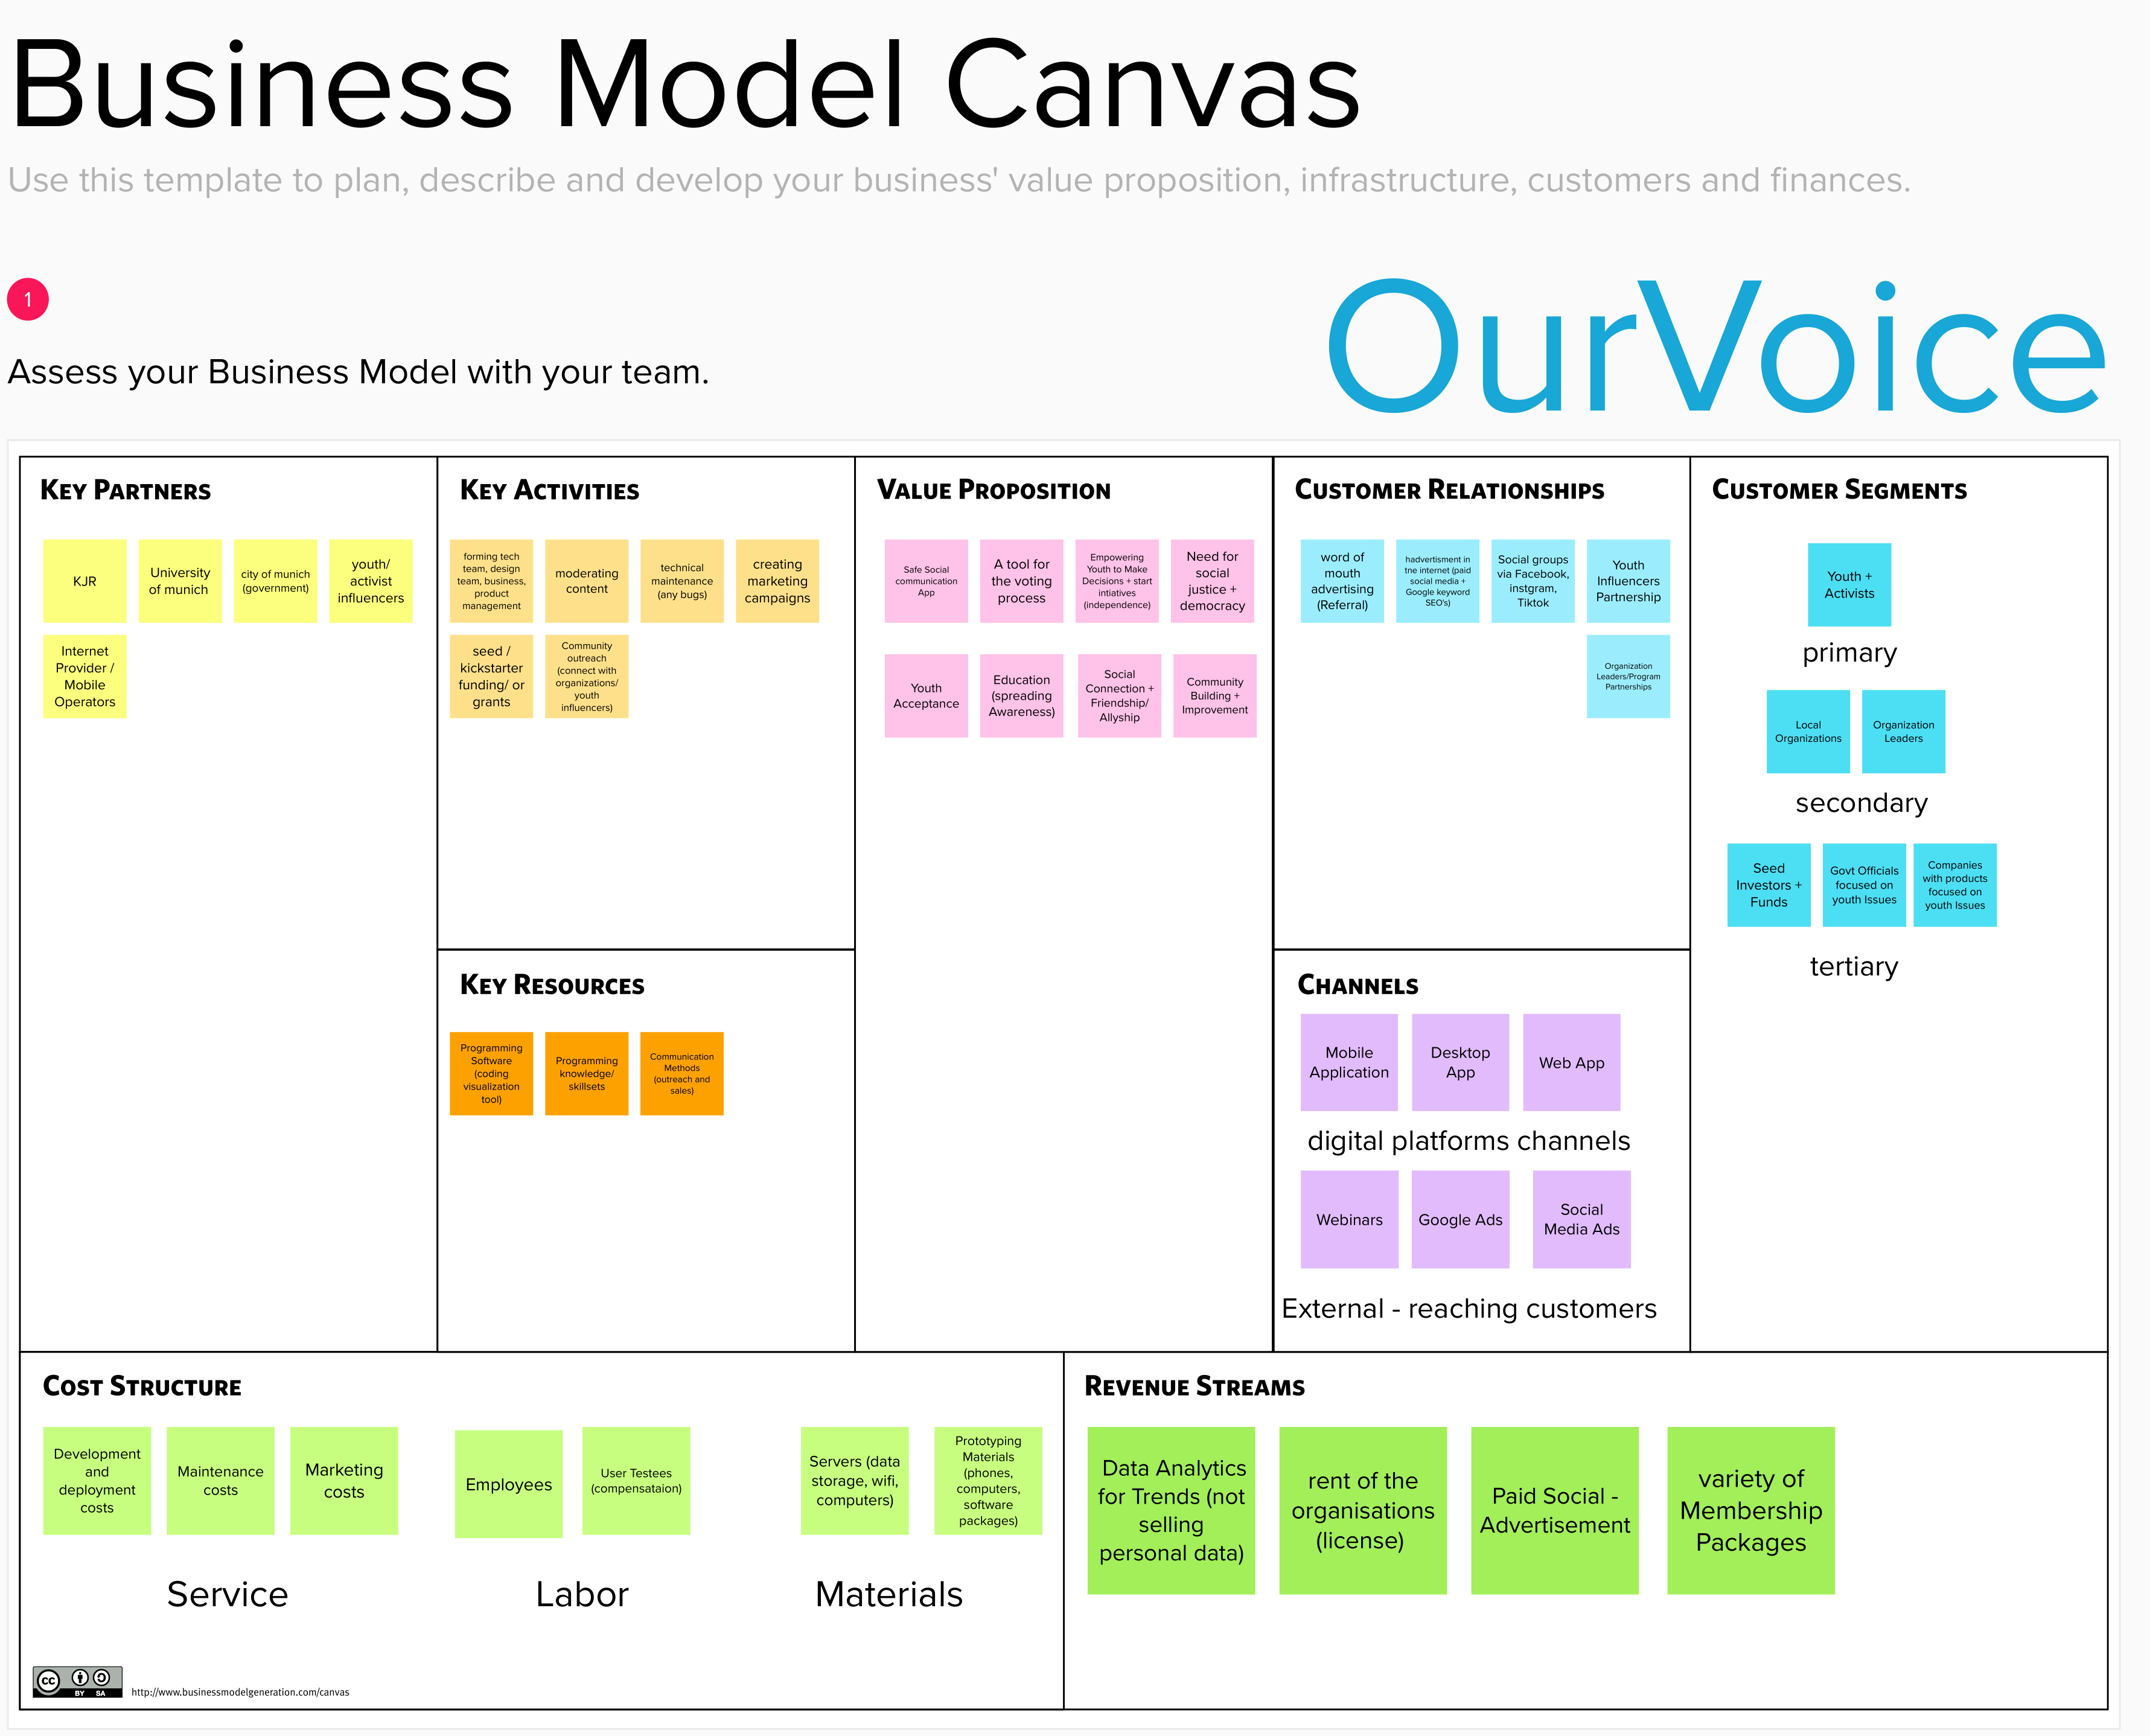 Business Model Canvas
Use this template to plan, describe and develop your business' value proposition, infrastructure, customers and finances.
1
OurVoice
Assess your Business Model with your team.
Key Partners
KJR
University
of munich
city of munich
(government)
youth/
activist
influencers
Internet
Provider /
Mobile
Operators
Key Activities
forming tech
team, design
team, business,
product
management
moderating
content
technical
maintenance
(any bugs)
creating
marketing
campaigns
seed /
kickstarter
funding/ or
grants
Community
outreach
(connect with
organizations/
youth
influencers)
Key Resources
Programming
Software
(coding
visualization
tool)
Programming
knowledge/
skillsets
Communication
Methods
(outreach and
sales)
Value Proposition
Safe Social
communication
App
A tool for
the voting
process
Empowering
Youth to Make
Decisions + start
intiatives
(independence)
Need for
social
justice +
democracy
Youth
Acceptance
Education
(spreading
Awareness)
Social
Connection +
Friendship/
Allyship
Community
Building +
Improvement
Customer Relationships
word of
mouth
advertising
(Referral)
hadvertisment in
tne internet (paid
social media +
Google keyword
SEO's)
Social groups
via Facebook,
instgram,
Tiktok
Youth
Influencers
Partnership
Organization
Leaders/Program
Partnerships
Channels
Mobile
Application
Desktop
App
Web App
digital platforms channels
Webinars
Google Ads
Social
Media Ads
External - reaching customers
Customer Segments
Youth +
Activists
primary
Local
Organizations
Organization
Leaders
secondary
Seed
Investors +
Funds
Govt Officials
focused on
youth Issues
Companies
with products
focused on
youth Issues
tertiary
Cost Structure
Development
and
deployment
costs
Maintenance
costs
Marketing
costs
Service
Employees
User Testees
(compensataion)
Labor
Servers (data
storage, wifi,
computers)
Prototyping
Materials
(phones,
computers,
software
packages)
Materials
Revenue Streams
Data Analytics
for Trends (not
selling
personal data)
rent of the
organisations
(license)
Paid Social -
Advertisement
variety of
Membership
Packages
cc
BY SA
http://www.businessmodelgeneration.com/canvas